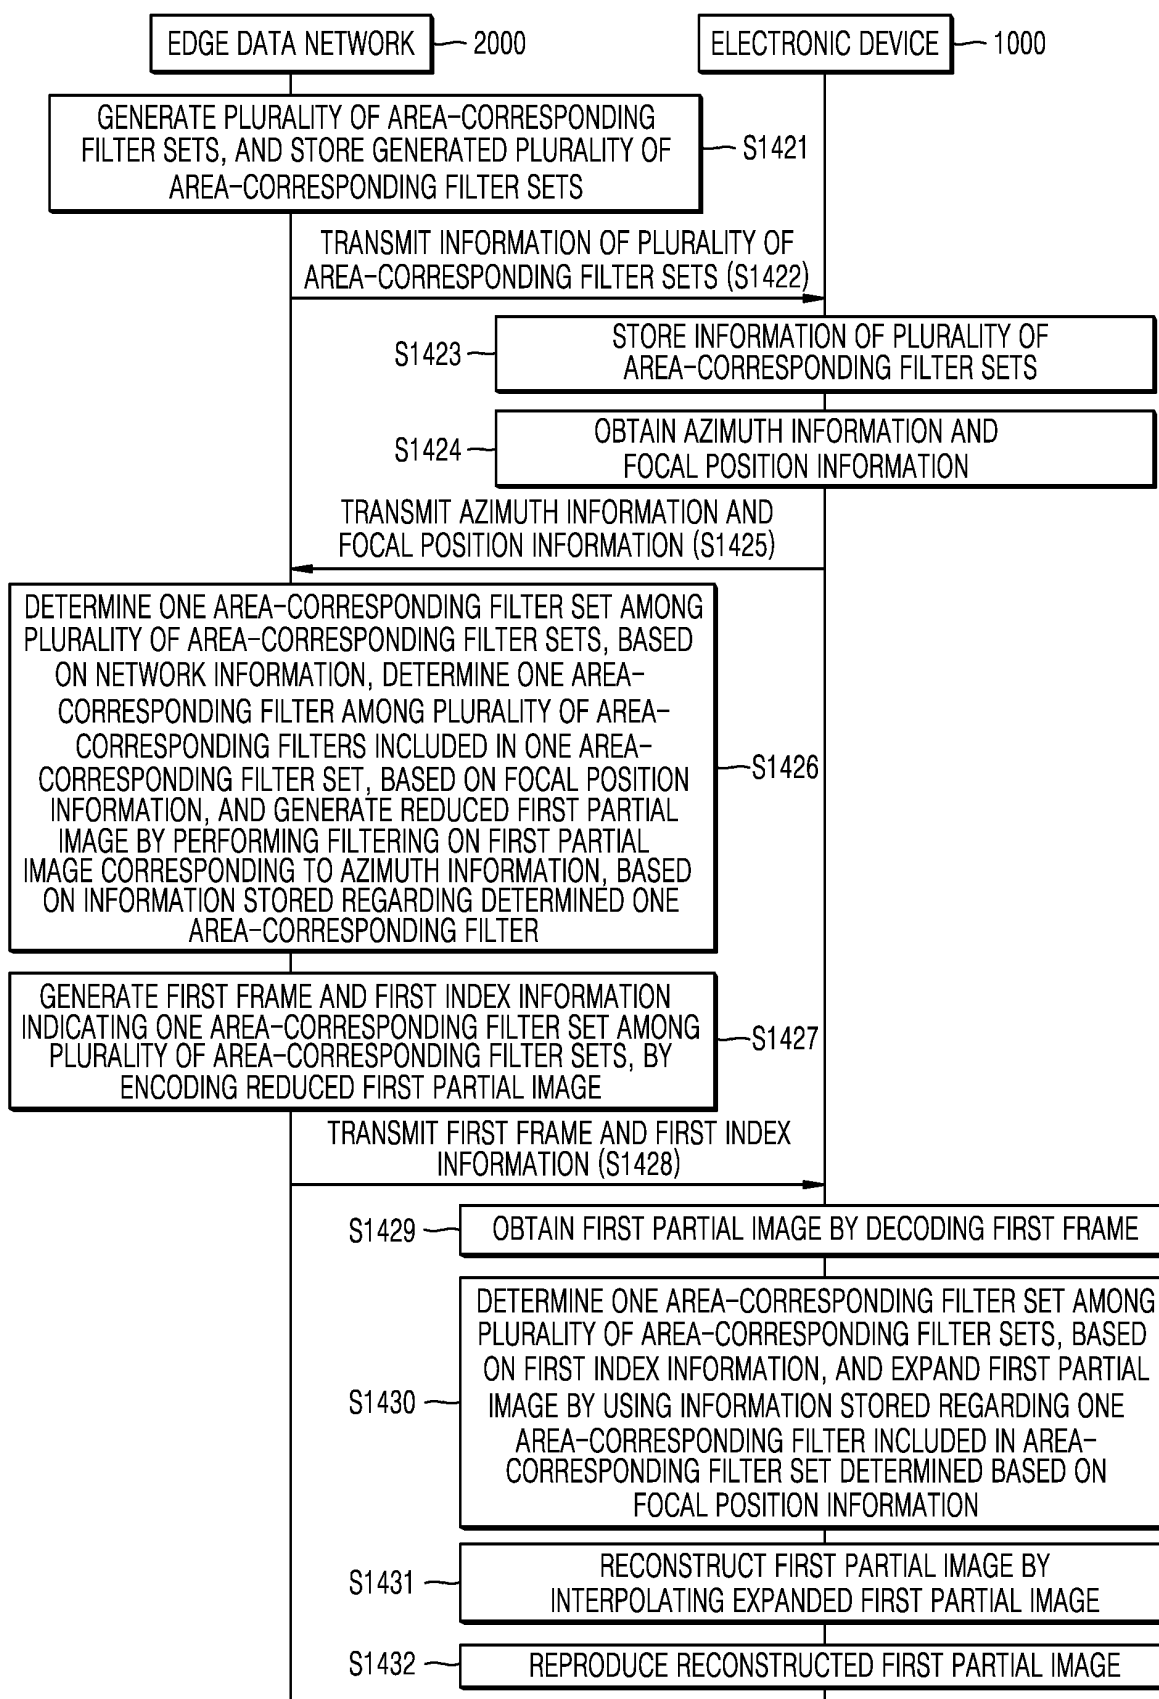 EDGE DATA NETWORK
2000
ELECTRONIC DEVICE
1000
GENERATE PLURALITY OF AREA-CORRESPONDING
FILTER SETS, AND STORE GENERATED PLURALITY OF
AREA-CORRESPONDING FILTER SETS
S1421
TRANSMIT INFORMATION OF PLURALITY OF
AREA-CORRESPONDING FILTER SETS (S1422)
S1423
STORE INFORMATION OF PLURALITY OF
AREA-CORRESPONDING FILTER SETS
S1424
OBTAIN AZIMUTH INFORMATION AND
FOCAL POSITION INFORMATION
TRANSMIT AZIMUTH INFORMATION AND
FOCAL POSITION INFORMATION (S1425)
DETERMINE ONE AREA-CORRESPONDING FILTER SET AMONG
PLURALITY OF AREA-CORRESPONDING FILTER SETS, BASED
ON NETWORK INFORMATION, DETERMINE ONE AREA-
CORRESPONDING FILTER AMONG PLURALITY OF AREA-
CORRESPONDING FILTERS INCLUDED IN ONE AREA-
CORRESPONDING FILTER SET, BASED ON FOCAL POSITION
INFORMATION, AND GENERATE REDUCED FIRST PARTIAL
IMAGE BY PERFORMING FILTERING ON FIRST PARTIAL
IMAGE CORRESPONDING TO AZIMUTH INFORMATION, BASED
ON INFORMATION STORED REGARDING DETERMINED ONE
AREA-CORRESPONDING FILTER
S1426
GENERATE FIRST FRAME AND FIRST INDEX INFORMATION
INDICATING ONE AREA-CORRESPONDING FILTER SET AMONG
PLURALITY OF AREA-CORRESPONDING FILTER SETS, BY
ENCODING REDUCED FIRST PARTIAL IMAGE
S1427
TRANSMIT FIRST FRAME AND FIRST INDEX
INFORMATION (S1428)
S1429
OBTAIN FIRST PARTIAL IMAGE BY DECODING FIRST FRAME
S1430
DETERMINE ONE AREA-CORRESPONDING FILTER SET AMONG
PLURALITY OF AREA-CORRESPONDING FILTER SETS, BASED
ON FIRST INDEX INFORMATION, AND EXPAND FIRST PARTIAL
IMAGE BY USING INFORMATION STORED REGARDING ONE
AREA-CORRESPONDING FILTER INCLUDED IN AREA-
CORRESPONDING FILTER SET DETERMINED BASED ON
FOCAL POSITION INFORMATION
S1431
RECONSTRUCT FIRST PARTIAL IMAGE BY
INTERPOLATING EXPANDED FIRST PARTIAL IMAGE
S1432
REPRODUCE RECONSTRUCTED FIRST PARTIAL IMAGE